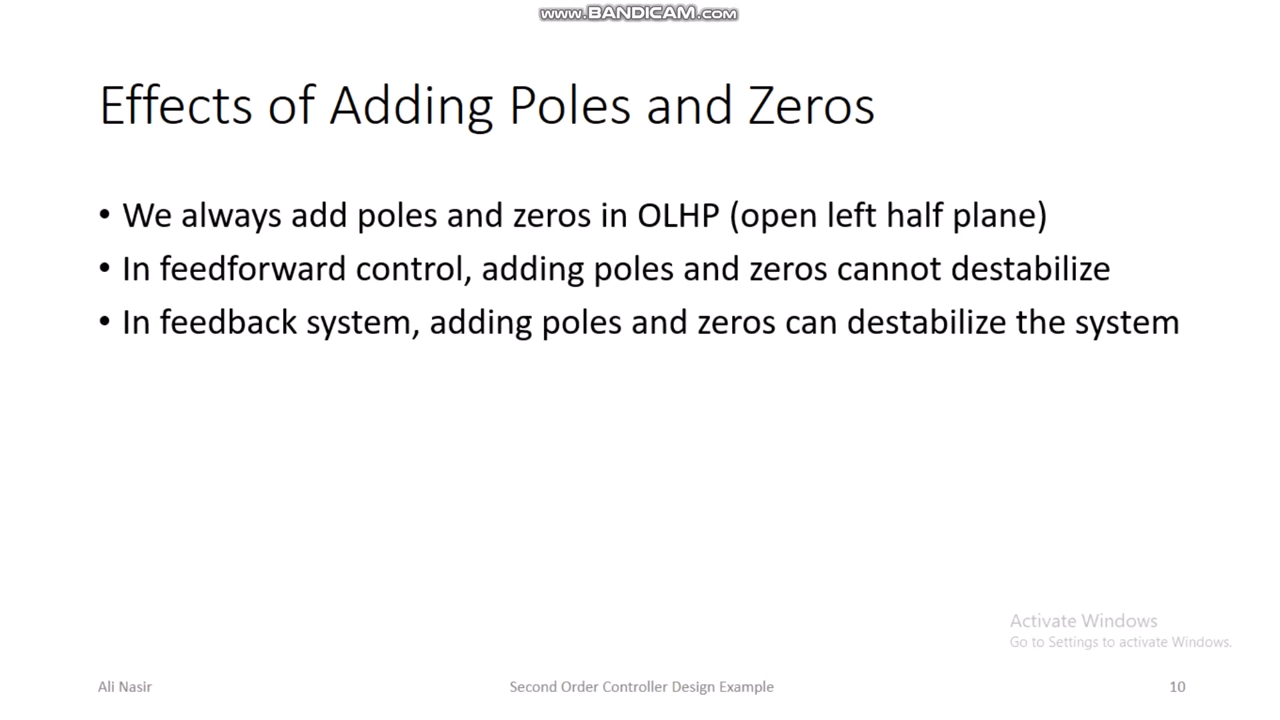 www.BANDICAM.com
Effects of Adding Poles and Zeros
• We always add poles and zeros in OLHP (open left half plane)
• In feedforward control, adding poles and zeros cannot destabilize
• In feedback system, adding poles and zeros can destabilize the system
Activate Windows
Go to Settings to activate Windows.
Ali Nasir
Second Order Controller Design Example
10